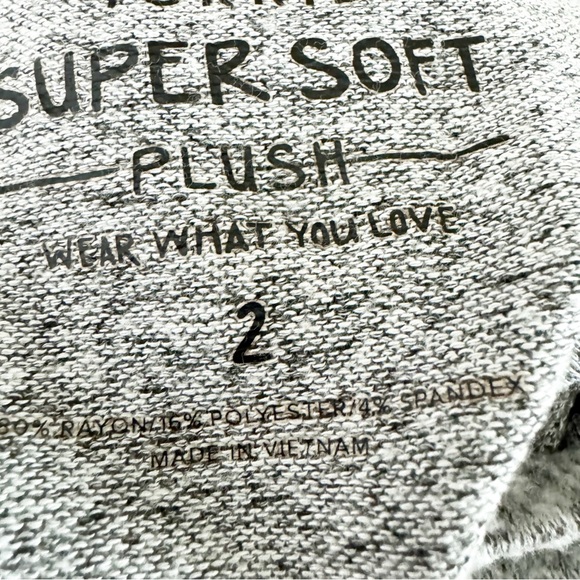 SUPER SOFT
PLUSH
WEAR WHAT YOU LOVE
2
80% RAYON/16% POLYESTER/4% SPANDEX
MADE IN VIETNAM